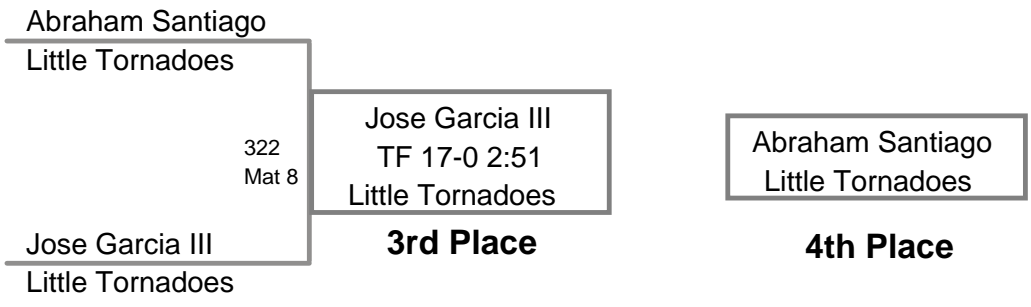 Abraham Santiago
Little Tornadoes
322
Mat 8
Jose Garcia III
Little Tornadoes
Jose Garcia III
TF 17-0 2:51
Little Tornadoes
3rd Place
Abraham Santiago
Little Tornadoes
4th Place